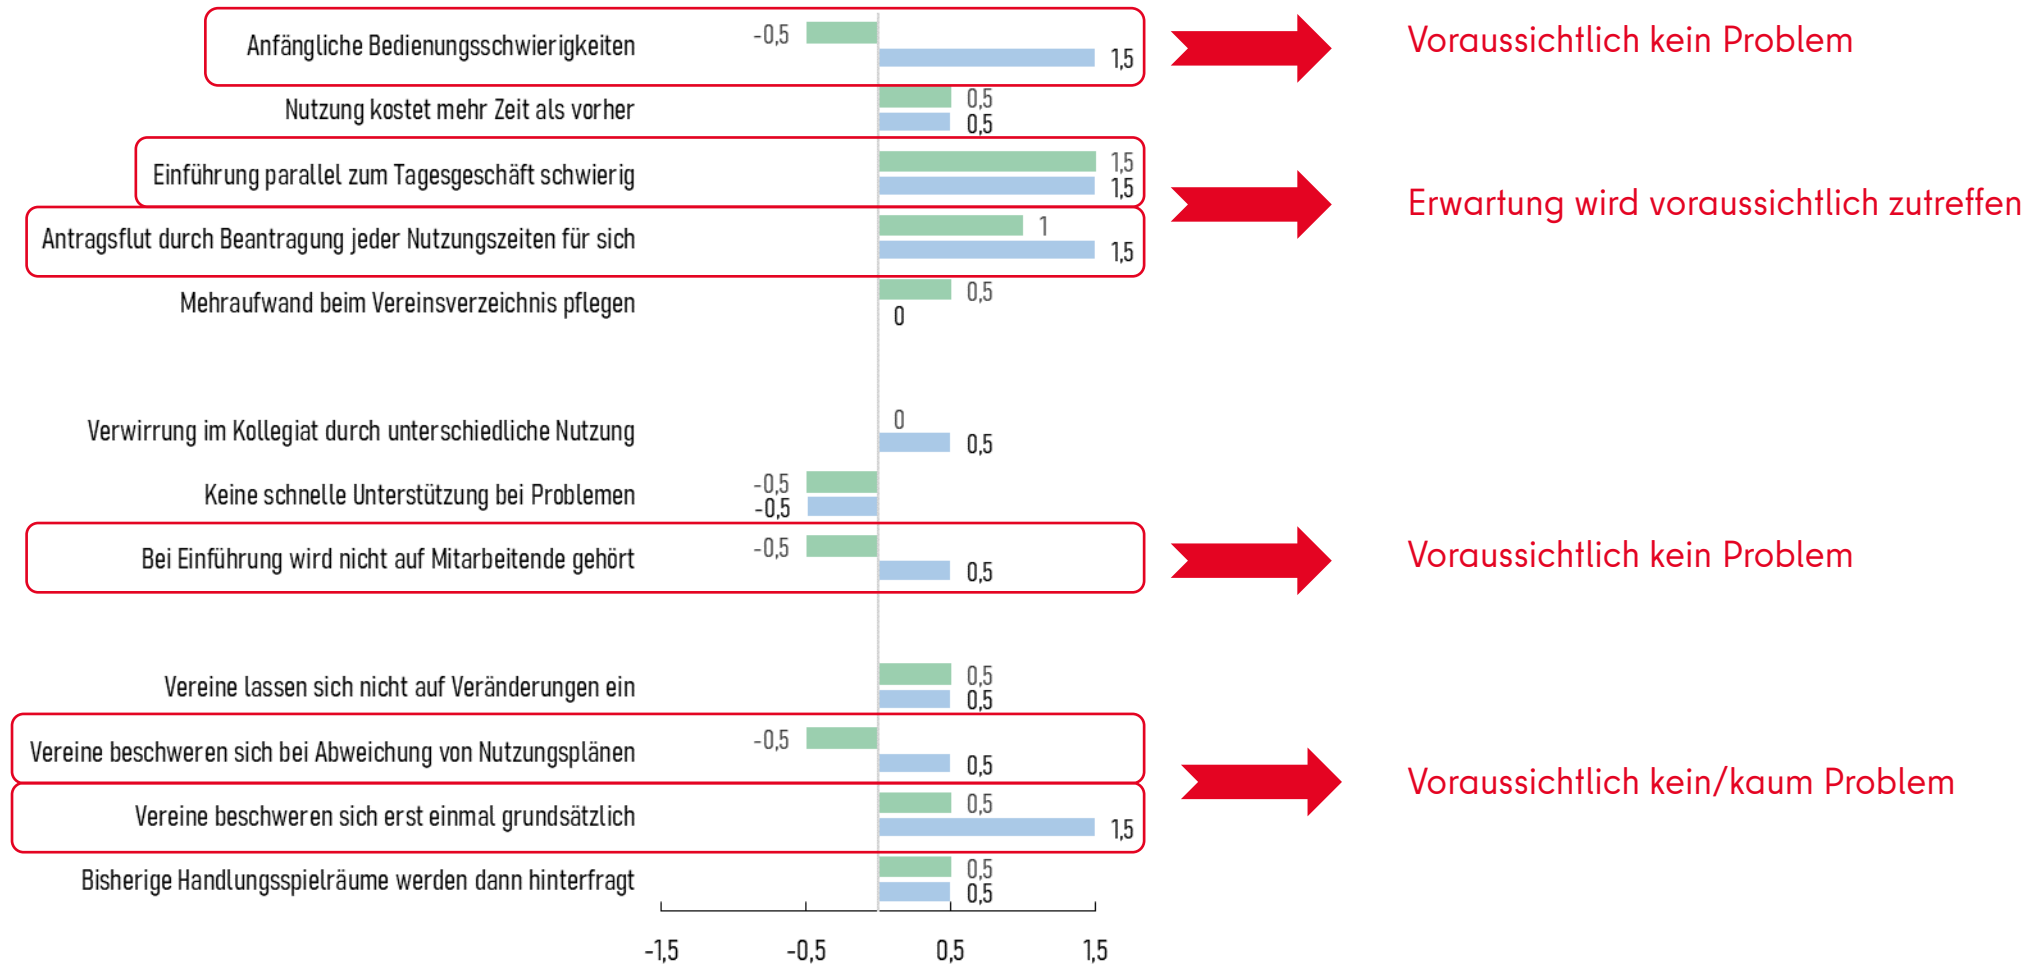 -0,5
Anfängliche Bedienungsschwierigkeiten
1,5
Voraussichtlich kein Problem
0,5
Nutzung kostet mehr Zeit als vorher
0,5
1,5
Einführung parallel zum Tagesgeschäft schwierig
1,5
Erwartung wird voraussichtlich zutreffen
1
Antragsflut durch Beantragung jeder Nutzungszeiten für sich
1,5
0,5
Mehraufwand beim Vereinsverzeichnis pflegen
0
0
Verwirrung im Kollegiat durch unterschiedliche Nutzung
0,5
-0,5
Keine schnelle Unterstützung bei Problemen
-0,5
-0,5
Bei Einführung wird nicht auf Mitarbeitende gehört
0,5
Voraussichtlich kein Problem
0,5
Vereine lassen sich nicht auf Veränderungen ein
0,5
-0,5
Vereine beschweren sich bei Abweichung von Nutzungsplänen
0,5
Voraussichtlich kein/kaum Problem
0,5
Vereine beschweren sich erst einmal grundsätzlich
1,5
0,5
Bisherige Handlungsspielräume werden dann hinterfragt
0,5
-1,5 -0,5 0,5 1,5